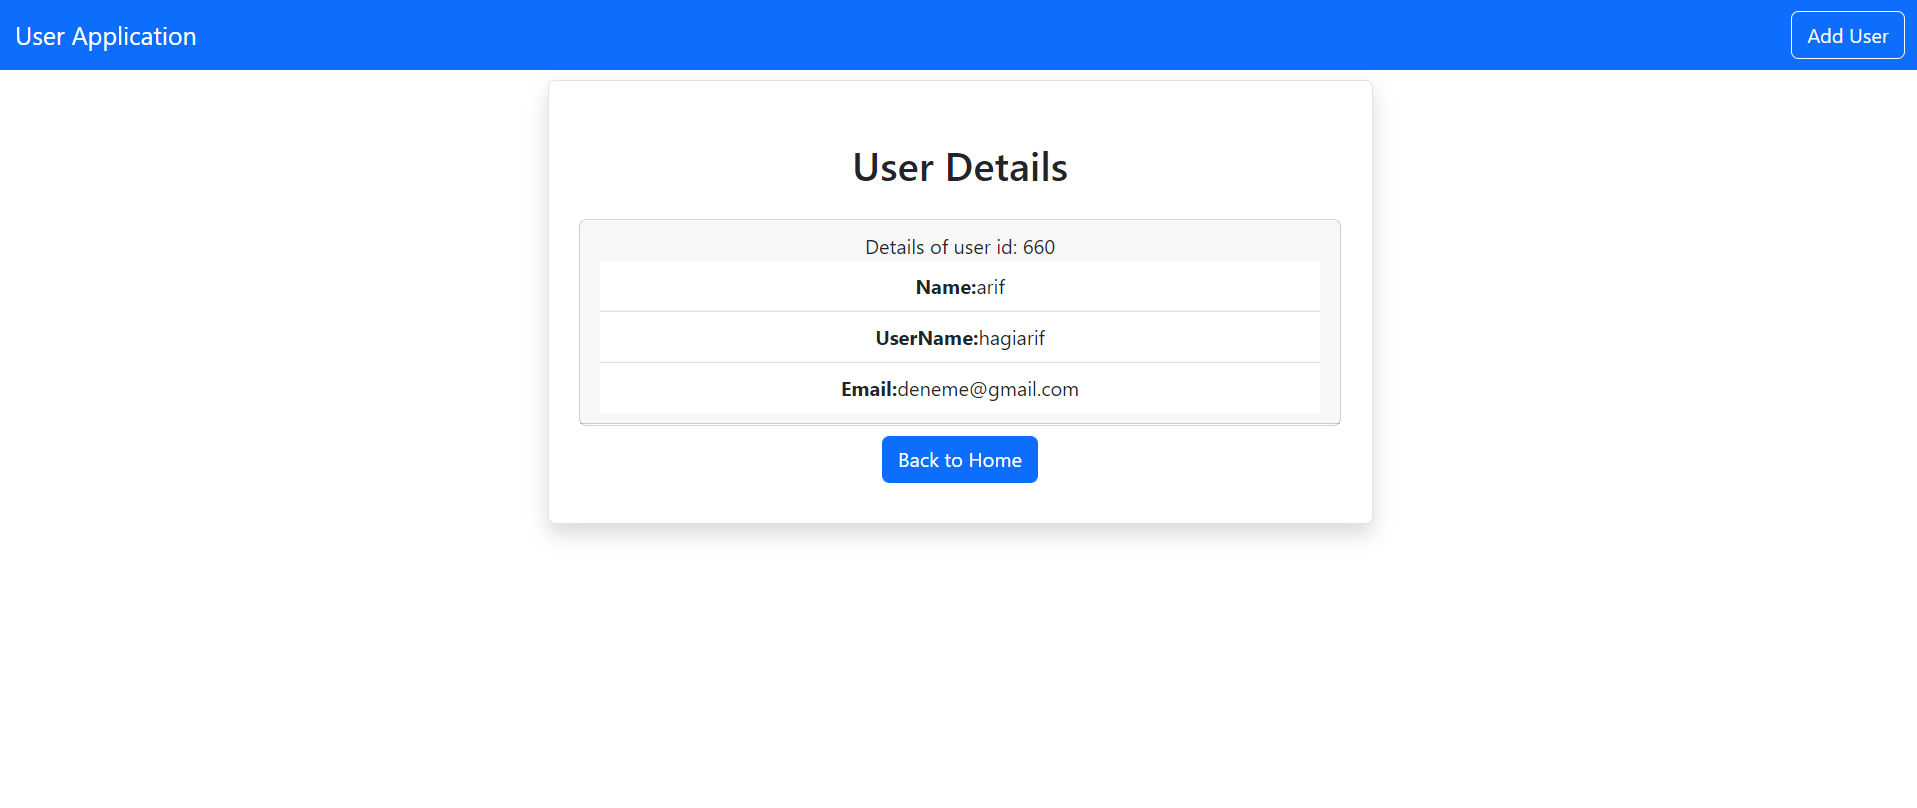 User Application
Add User
User Details
Details of user id: 660
Name:arif
UserName:hagiarif
Email:deneme@gmail.com
Back to Home